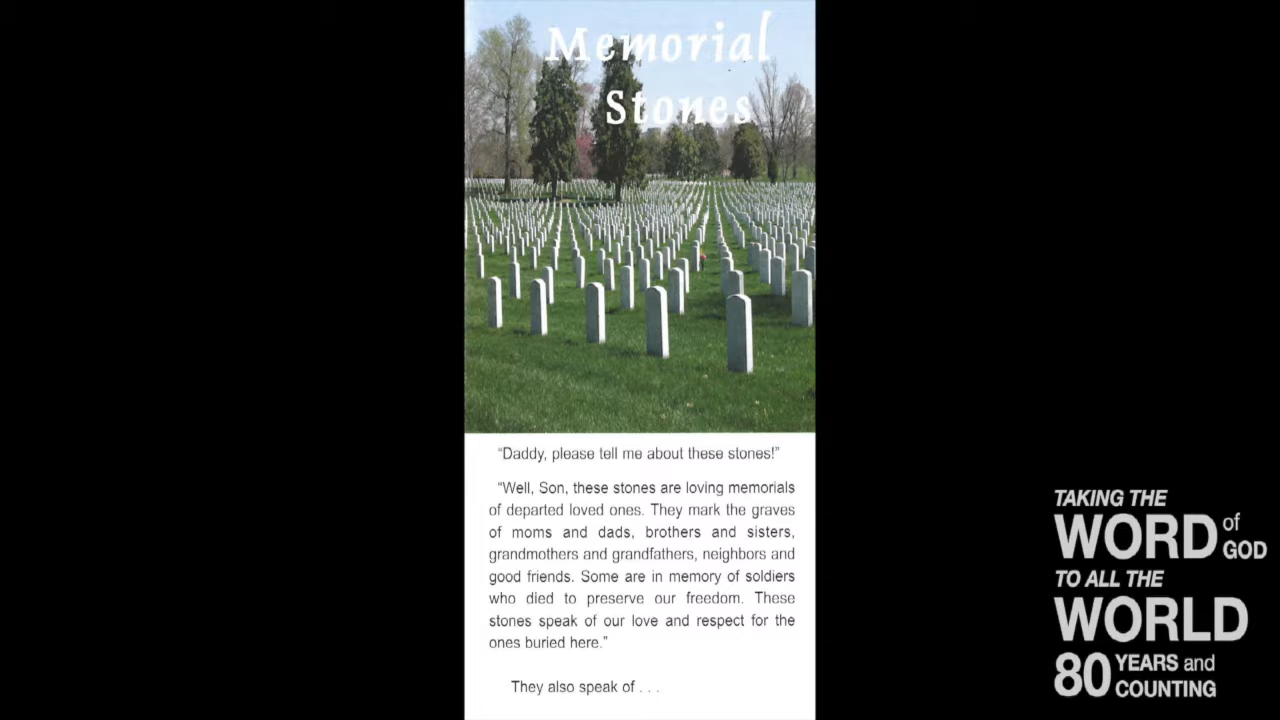 Memorial
Stones
“Daddy, please tell me about these stones!”
“Well, Son, these stones are loving memorials
of departed loved ones. They mark the graves
of moms and dads, brothers and sisters,
grandmothers and grandfathers, neighbors and
good friends. Some are in memory of soldiers
who died to preserve our freedom. These
stones speak of our love and respect for the
ones buried here.”
They also speak of . . .
TAKING THE
WORD of GOD
TO ALL THE
WORLD
80 YEARS and
COUNTING